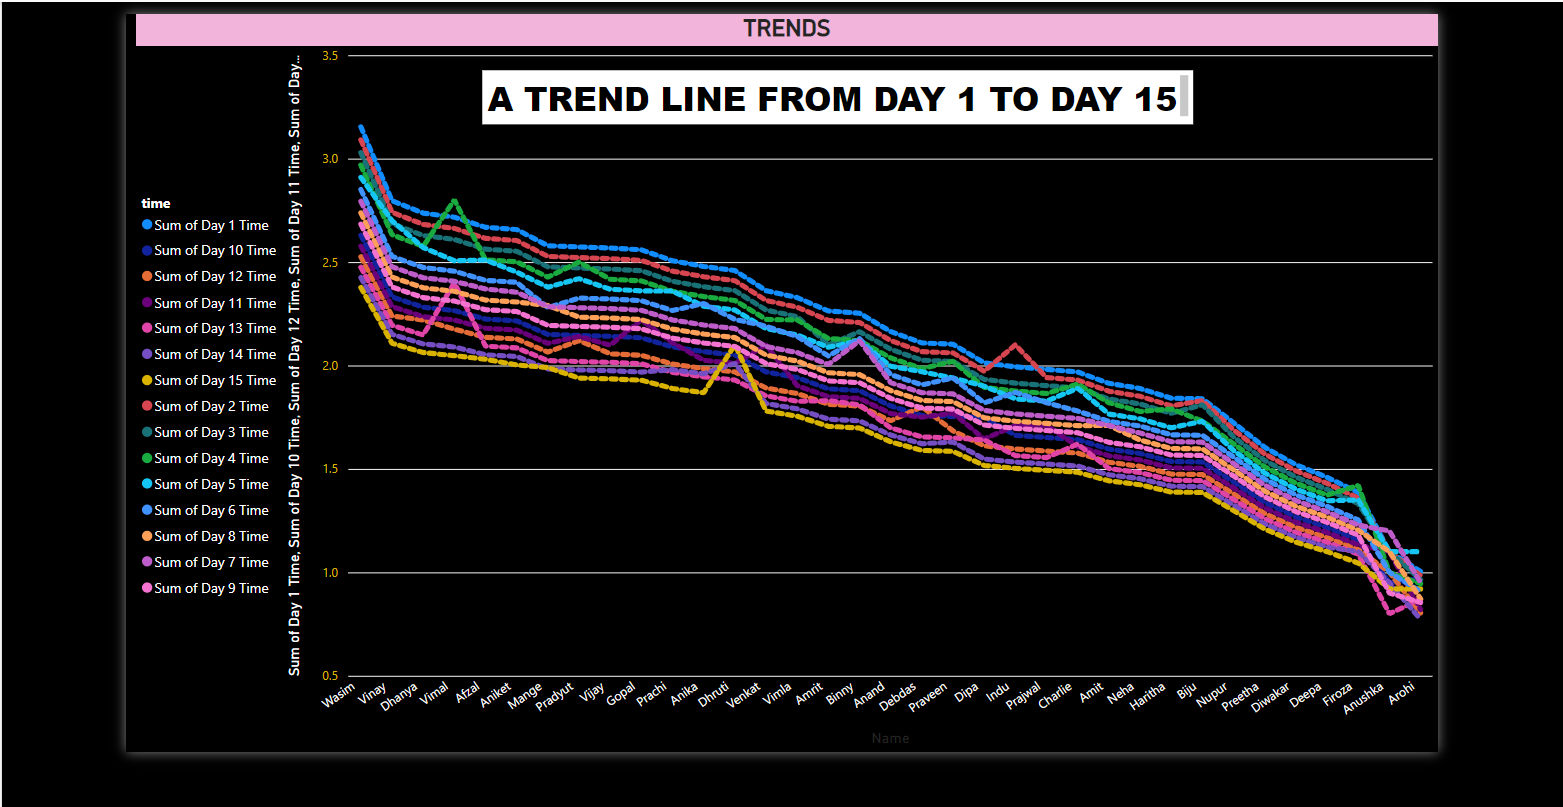 TRENDS
A TREND LINE FROM DAY 1 TO DAY 15
time
Sum of Day 1 Time
Sum of Day 10 Time
Sum of Day 12 Time
Sum of Day 11 Time
Sum of Day 13 Time
Sum of Day 14 Time
Sum of Day 15 Time
Sum of Day 2 Time
Sum of Day 3 Time
Sum of Day 4 Time
Sum of Day 5 Time
Sum of Day 6 Time
Sum of Day 8 Time
Sum of Day 7 Time
Sum of Day 9 Time
Sum of Day 1 Time, Sum of Day 10 Time, Sum of Day 12 Time, Sum of Day 11 Time, Sum of Day...
3.5
3.0
2.5
2.0
1.5
1.0
0.5
Wasim
Vinay
Dhanya
Vimal
Afzal
Aniket
Mange
Pradyut
Vijay
Gopal
Prachi
Anika
Dhruti
Venkat
Vimla
Amrit
Binny
Anand
Debdas
Praveen
Dipa
Indu
Prajwal
Charlie
Amit
Neha
Haritha
Biju
Nupur
Preetha
Diwakar
Deepa
Firoza
Anushka
Arohi
Name